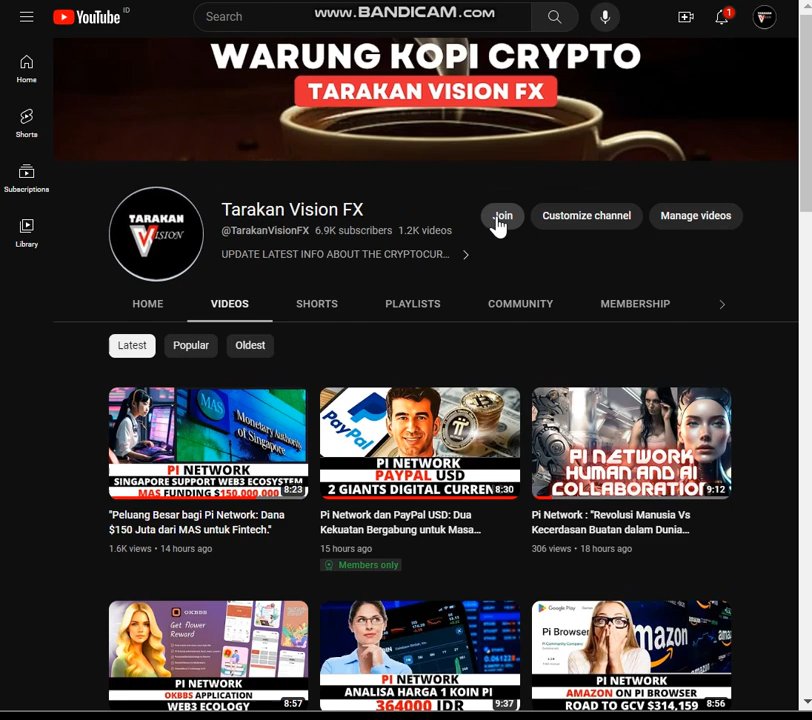 YouTube ID
Search
www.BANDICAM.com
1
Home
Shorts
Subscriptions
Library
WARUNG KOPI CRYPTO
TARAKAN VISION FX
TARAKAN
VISION
Tarakan Vision FX
@TarakanVisionFX 6.9K subscribers 1.2K videos
UPDATE LATEST INFO ABOUT THE CRYPTOCUR...
Join
Customize channel
Manage videos
HOME
VIDEOS
SHORTS
PLAYLISTS
COMMUNITY
MEMBERSHIP
Latest
Popular
Oldest
MAS
Monetary Authority
of Singapore
PI NETWORK
SINGAPORE SUPPORT WEB3 ECOSYSTEM
MAS FUNDING $150,000,000
8:23
"Peluang Besar bagi Pi Network: Dana
$150 Juta dari MAS untuk Fintech."
1.6K views • 14 hours ago
PayPal
PI NETWORK
PAYPAL USD
2 GIANTS DIGITAL CURREN
8:30
Pi Network dan PayPal USD: Dua
Kekuatan Bergabung untuk Masa...
15 hours ago
Members only
PI NETWORK
HUMAN AND AI
COLLABORATION
9:12
Pi Network : "Revolusi Manusia Vs
Kecerdasan Buatan dalam Dunia...
306 views • 18 hours ago
OKBBS
Get flower
Reward
PI NETWORK
OKBBS APPLICATION
WEB3 ECOLOGY
8:57
PI NETWORK
ANALISA HARGA 1 KOIN PI
364000 IDR
9:37
Google Play
Pi Browser
amazon
PI NETWORK
AMAZON ON PI BROWSER
ROAD TO GCV $314,159
8:56